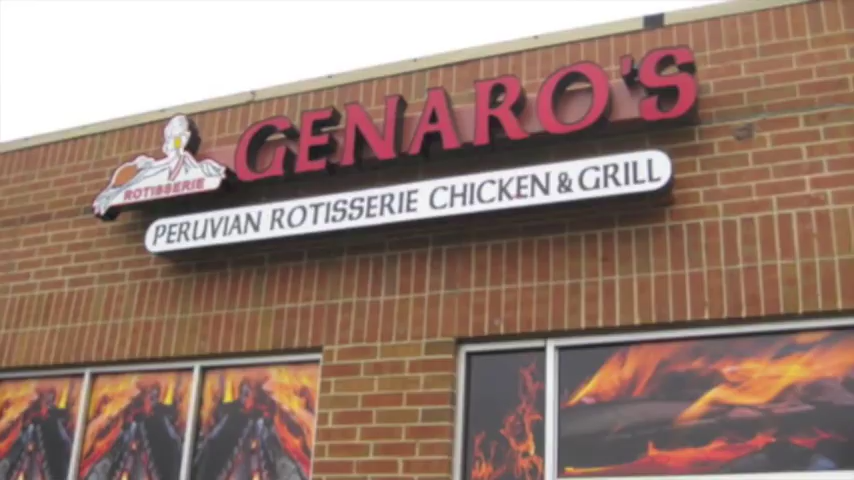 GENARO'S
ROTISSERIE
PERUVIAN ROTISSERIE CHICKEN & GRILL